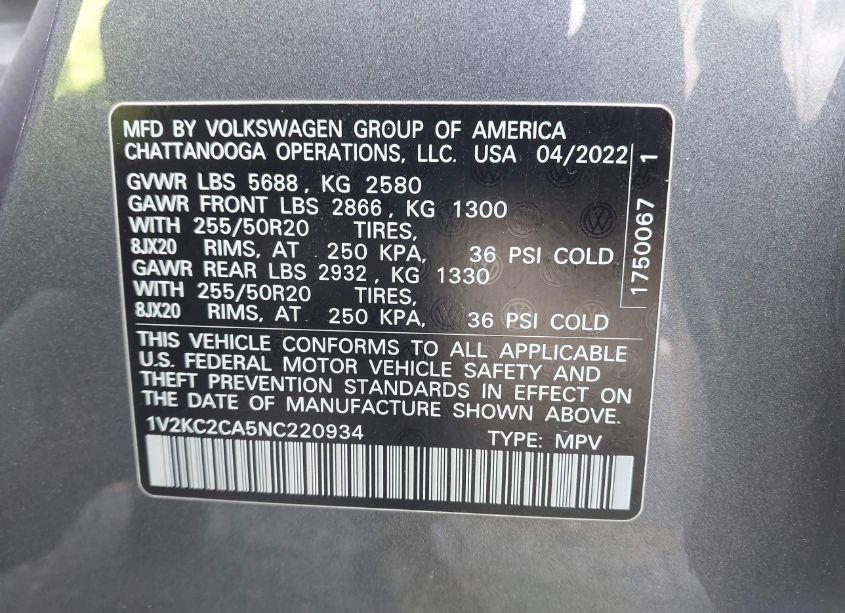 MFD BY VOLKSWAGEN GROUP OF AMERICA
CHATTANOOGA OPERATIONS, LLC. USA 04/2022
GVWR LBS 5688, KG 2580
GAWR FRONT LBS 2866, KG 1300
WITH 255/50R20 TIRES,
8JX20 RIMS, AT 250 KPA, 36 PSI COLD
GAWR REAR LBS 2932, KG 1330
WITH 255/50R20 TIRES,
8JX20 RIMS, AT 250 KPA, 36 PSI COLD
1750067 1
THIS VEHICLE CONFORMS TO ALL APPLICABLE
U.S. FEDERAL MOTOR VEHICLE SAFETY AND
THEFT PREVENTION STANDARDS IN EFFECT ON
THE DATE OF MANUFACTURE SHOWN ABOVE.
1V2KC2CA5NC220934 TYPE: MPV